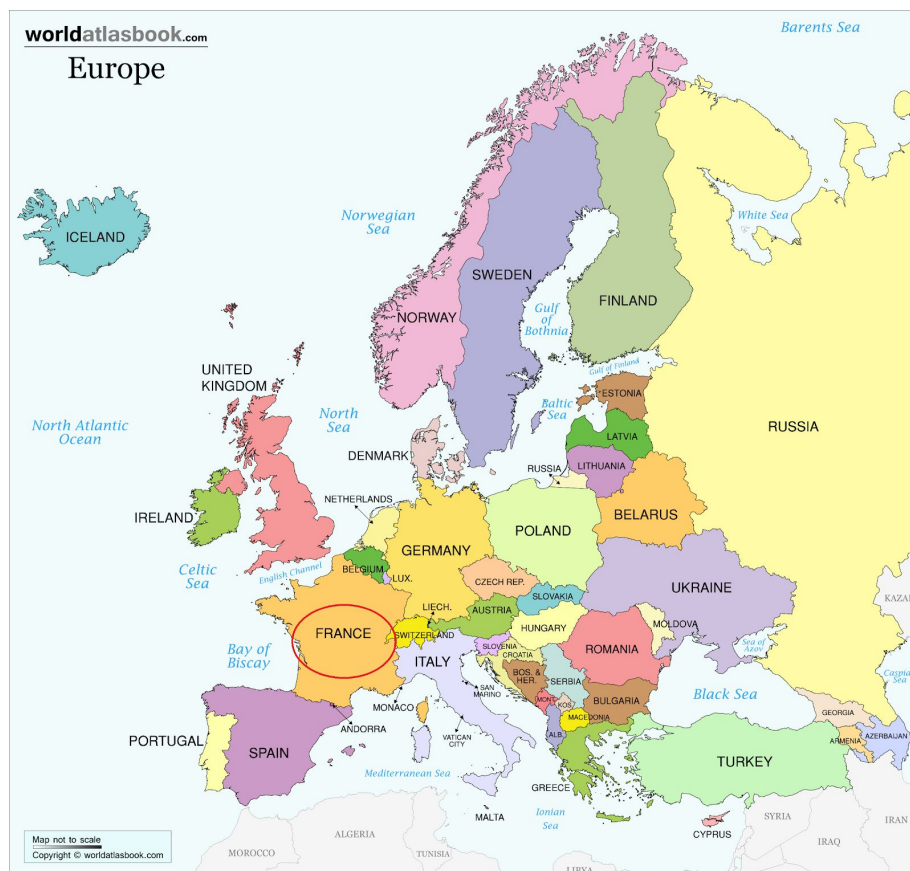 worldatlasbook.com
Europe
Barents Sea
ICELAND
Norwegian
Sea
White Sea
SWEDEN
FINLAND
NORWAY
Gulf
of
Bothnia
UNITED
KINGDOM
Gulf of Finland
ESTONIA
Baltic
Sea
North
Sea
North Atlantic
Ocean
RUSSIA
LATVIA
DENMARK
LITHUANIA
RUSSIA
NETHERLANDS
IRELAND
BELARUS
POLAND
GERMANY
Celtic
Sea
English Channel
BELGIUM
LUX.
CZECH REP.
UKRAINE
SLOVAKIA
KAZA
LIECH.
AUSTRIA
FRANCE
SWITZERLAND
HUNGARY
MOLDOVA
Bay of
Biscay
ITALY
SLOVENIA
CROATIA
ROMANIA
Sea of
Azov
BOS. &
HER.
SERBIA
Caspia
Sea
SAN
MARINO
MONACO
MONT.
KOS.
BULGARIA
Black Sea
ANDORRA
MACEDONIA
GEORGIA
PORTUGAL
SPAIN
VATICAN
CITY
ALB.
ARMENIA
AZERBAIJAN
TURKEY
Mediterranean Sea
GREECE
MALTA
Ionian
Sea
CYPRUS
SYRIA
IRAN
IRAQ
ALGERIA
MOROCCO
TUNISIA
LIBYA
Map not to scale
Copyright © worldatlasbook.com